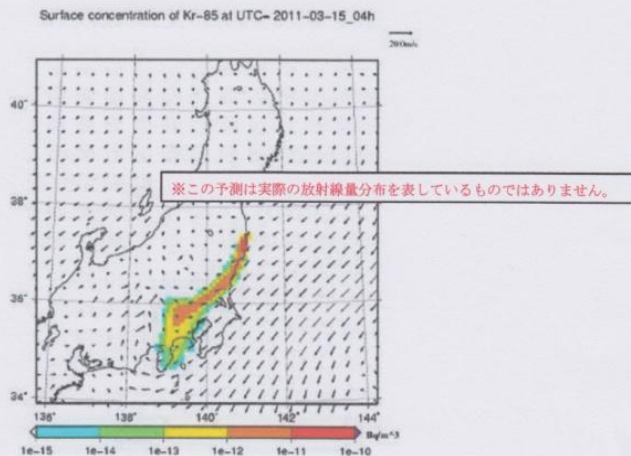 Surface concentration of Kr-85 at UTC= 2011-03-15_04h
40°
※この予測は実際の放射線量分布を表しているものではありません。
38°
36°
34°
136° 138° 140° 142° 144°
Bq/m^3
1e-15 1e-14 1e-13 1e-12 1e-11 1e-10